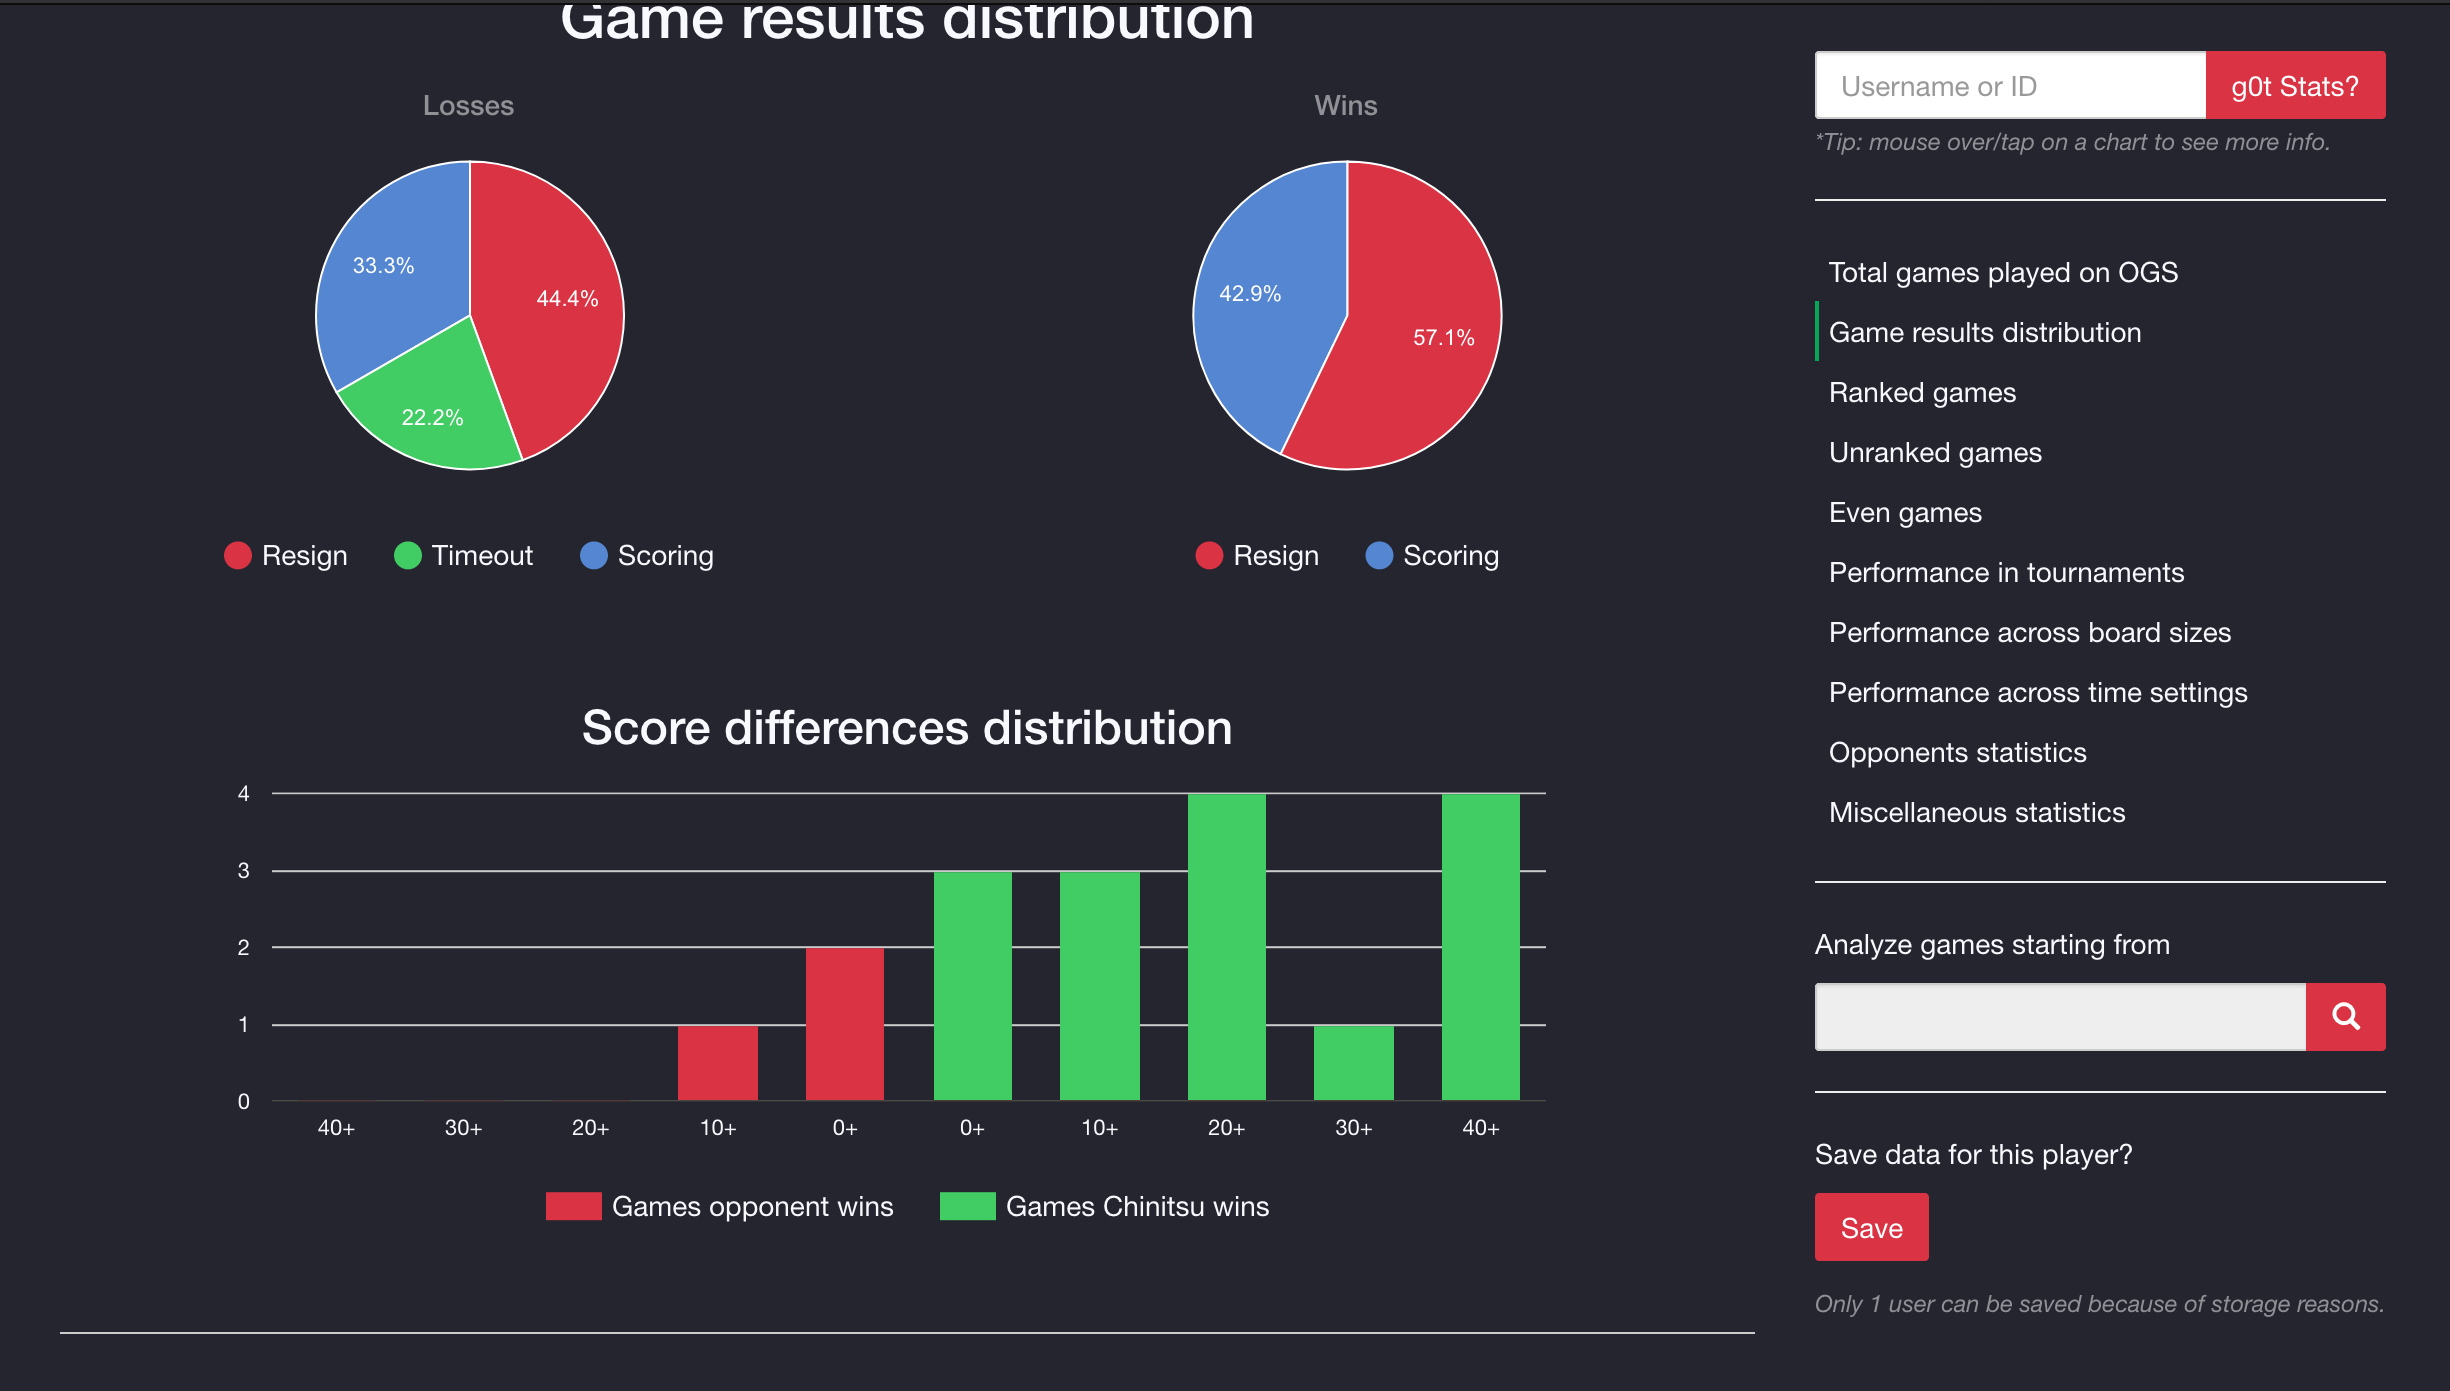 Game results distribution
Losses
Wins
33.3%
44.4%
22.2%
42.9%
57.1%
Resign
Timeout
Scoring
Resign
Scoring
Score differences distribution
4
3
2
1
0
40+
30+
20+
10+
0+
0+
10+
20+
30+
40+
Games opponent wins
Games Chinitsu wins
Username or ID
g0t Stats?
*Tip: mouse over/tap on a chart to see more info.
Total games played on OGS
Game results distribution
Ranked games
Unranked games
Even games
Performance in tournaments
Performance across board sizes
Performance across time settings
Opponents statistics
Miscellaneous statistics
Analyze games starting from
Save data for this player?
Save
Only 1 user can be saved because of storage reasons.